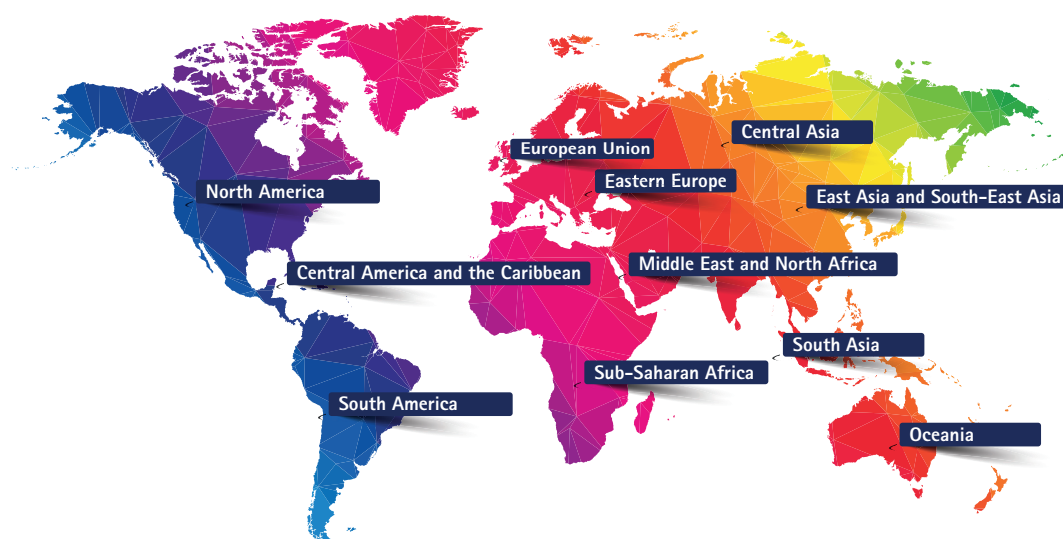 Central Asia
European Union
Eastern Europe
North America
East Asia and South-East Asia
Middle East and North Africa
Central America and the Caribbean
South Asia
Sub-Saharan Africa
South America
Oceania